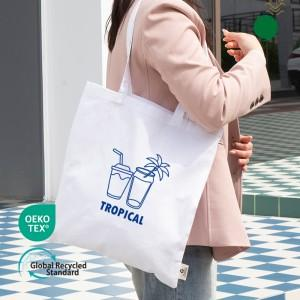 TROPICAL
OEKO
TEX®
Global Recycled
Standard